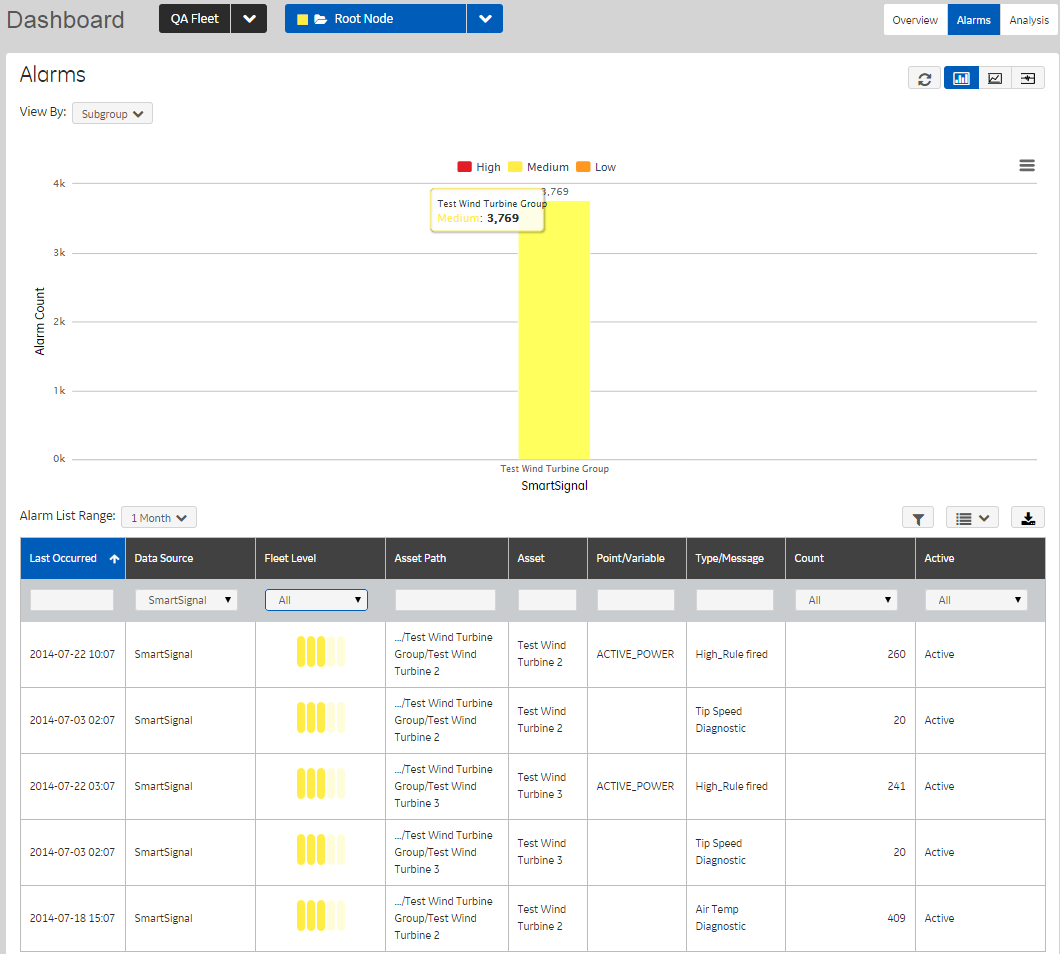 Dashboard QA Fleet Root Node Overview Alarms Analysis
Alarms
View By: Subgroup
High Medium Low
4k
3,769
Test Wind Turbine Group
Medium: 3,769
3k
2k
1k
0k
Alarm Count
Test Wind Turbine Group
SmartSignal
Alarm List Range: 1 Month
Last Occurred Data Source Fleet Level Asset Path Asset Point/Variable Type/Message Count Active
SmartSignal All All All
2014-07-22 10:07 SmartSignal .../Test Wind Turbine Group/Test Wind Turbine 2 Test Wind Turbine 2 ACTIVE_POWER High_Rule fired 260 Active
2014-07-03 02:07 SmartSignal .../Test Wind Turbine Group/Test Wind Turbine 2 Test Wind Turbine 2 Tip Speed Diagnostic 20 Active
2014-07-22 03:07 SmartSignal .../Test Wind Turbine Group/Test Wind Turbine 3 Test Wind Turbine 3 ACTIVE_POWER High_Rule fired 241 Active
2014-07-03 02:07 SmartSignal .../Test Wind Turbine Group/Test Wind Turbine 3 Test Wind Turbine 3 Tip Speed Diagnostic 20 Active
2014-07-18 15:07 SmartSignal .../Test Wind Turbine Group/Test Wind Turbine 2 Test Wind Turbine 2 Air Temp Diagnostic 409 Active